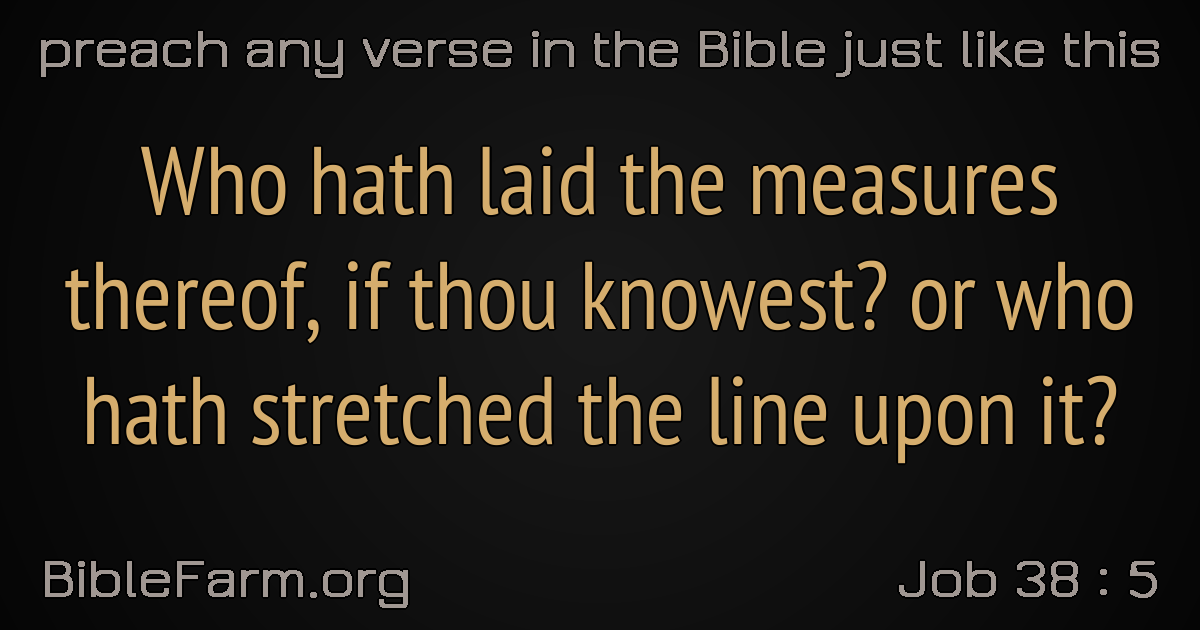 preach any verse in the Bible just like this
Who hath laid the measures
thereof, if thou knowest? or who
hath stretched the line upon it?
BibleFarm.org
Job 38 : 5